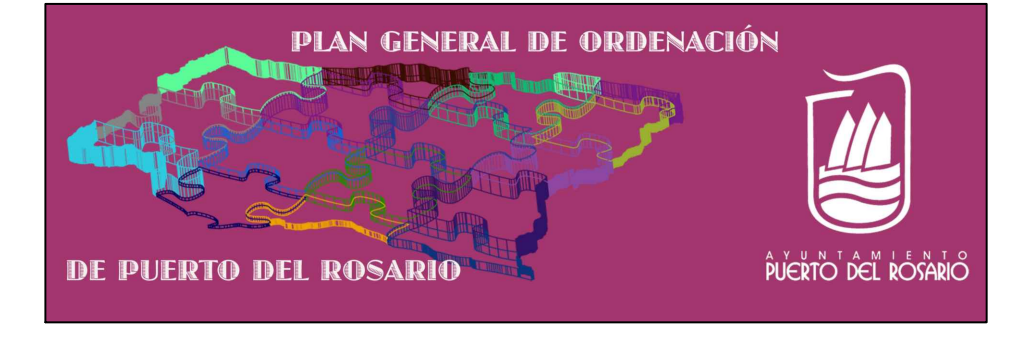 PLAN GENERAL DE ORDENACIÓN
DE PUERTO DEL ROSARIO
AYUNTAMIENTO
PUERTO DEL ROSARIO